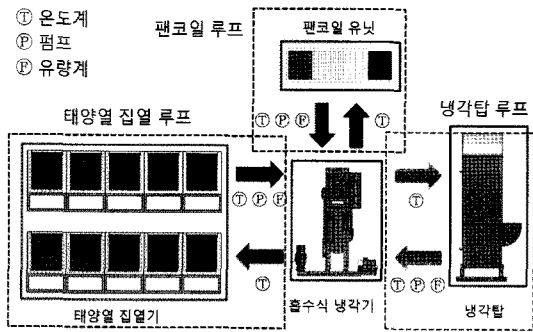 Ⓣ 온도계
Ⓟ 펌프
Ⓕ 유량계
팬코일 루프
팬코일 유닛
Ⓣ Ⓟ Ⓕ
Ⓣ
태양열 집열 루프
냉각탑 루프
Ⓣ Ⓟ Ⓕ
Ⓣ
Ⓣ
Ⓣ Ⓟ Ⓕ
태양열 집열기
흡수식 냉각기
냉각탑